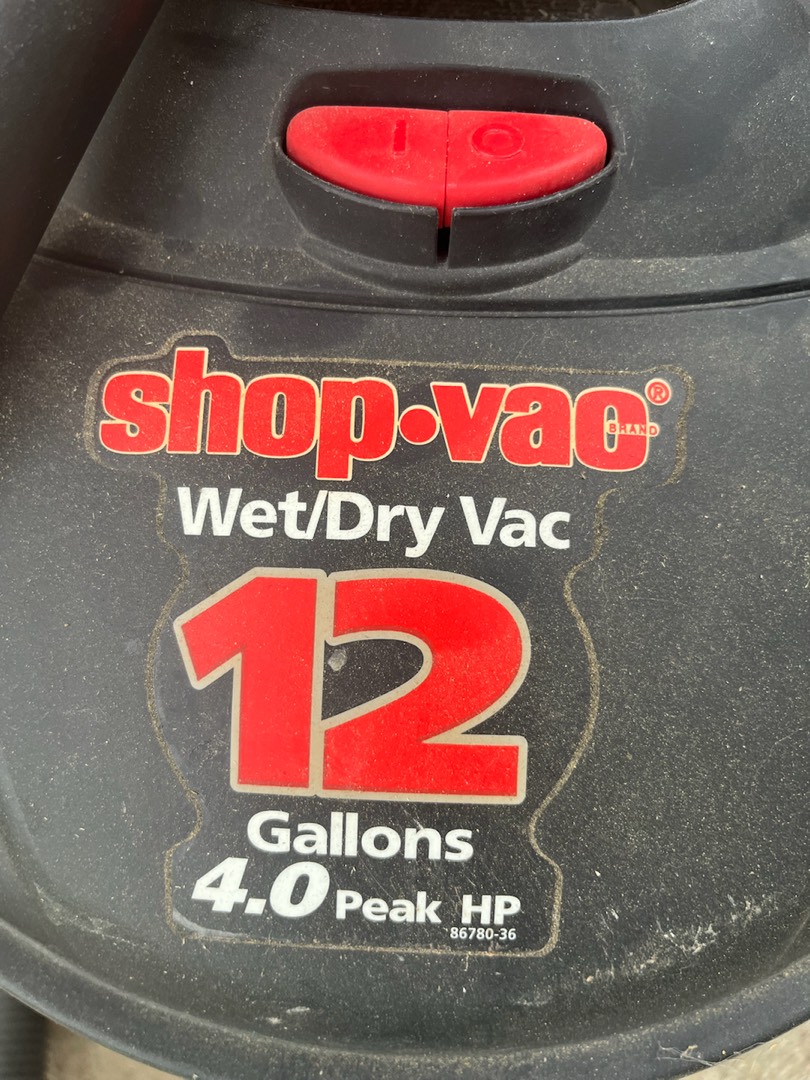 I O
shop•vac®
BRAND
Wet/Dry Vac
12
Gallons
4.0 Peak HP
86780-36